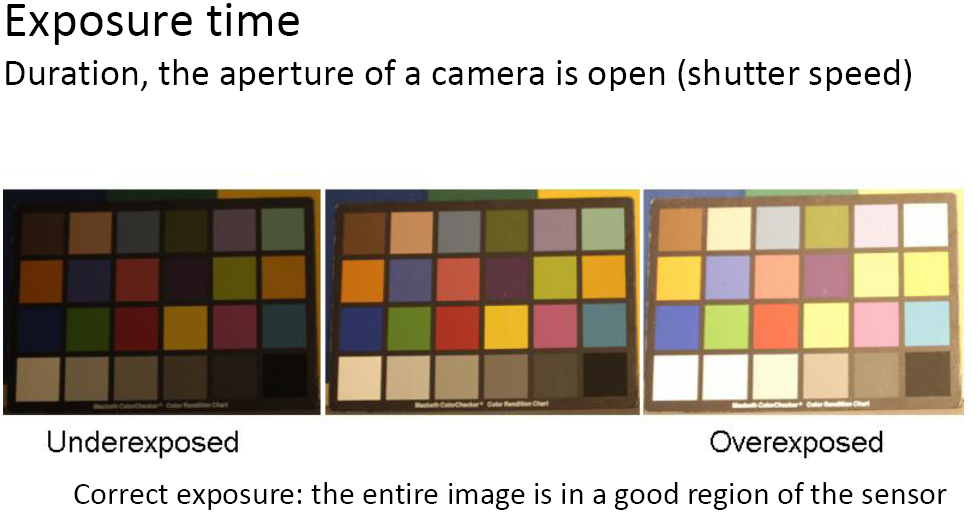 Exposure time
Duration, the aperture of a camera is open (shutter speed)
Macbeth ColorChecker® Color Rendition Chart
Macbeth ColorChecker® Color Rendition Chart
Macbeth ColorChecker® Color Rendition Chart
Underexposed
Overexposed
Correct exposure: the entire image is in a good region of the sensor